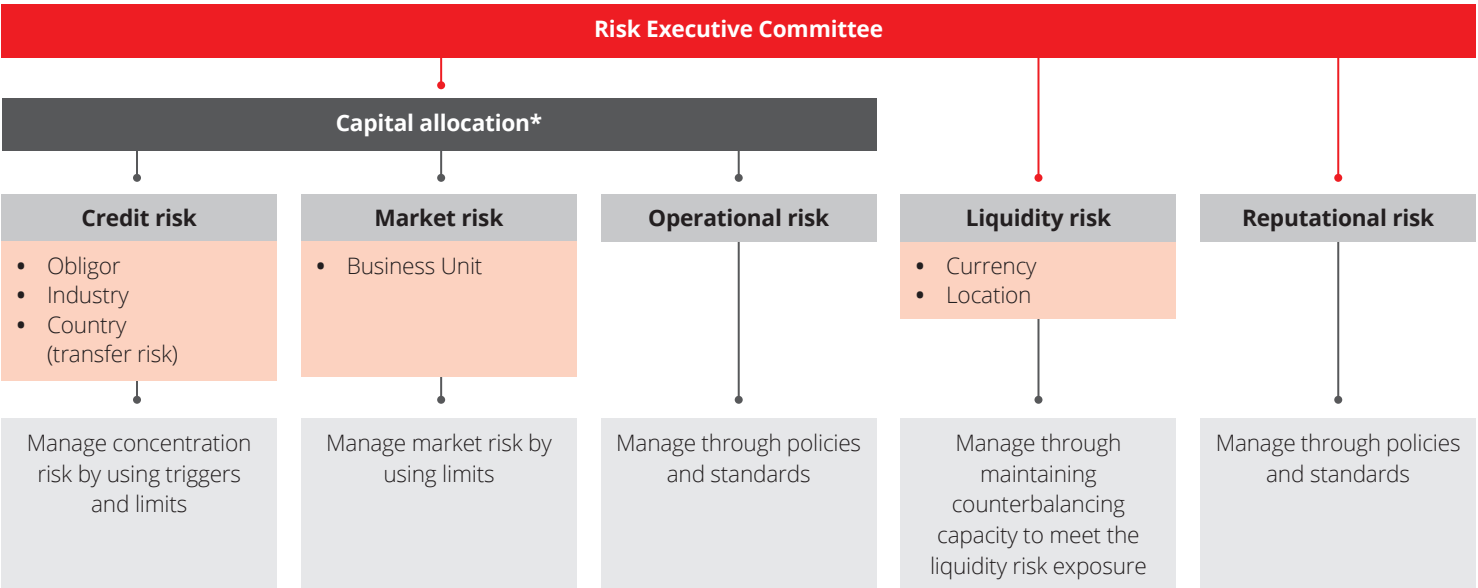 Risk Executive Committee
Capital allocation*
Credit risk
Market risk
Operational risk
Liquidity risk
Reputational risk
• Obligor
• Industry
• Country
(transfer risk)
• Business Unit
• Currency
• Location
Manage concentration
risk by using triggers
and limits
Manage market risk by
using limits
Manage through policies
and standards
Manage through
maintaining
counterbalancing
capacity to meet the
liquidity risk exposure
Manage through policies
and standards